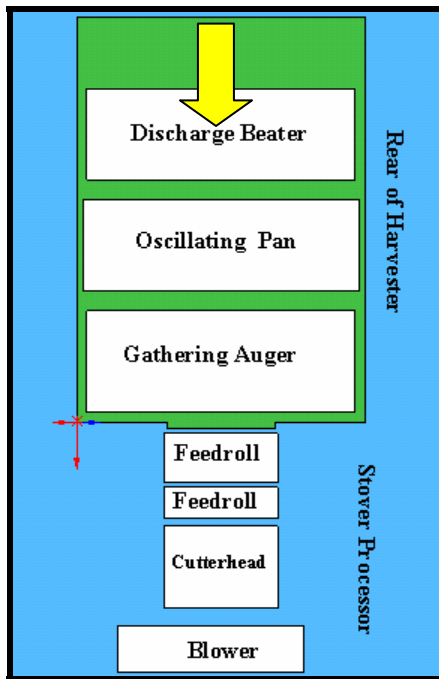 Discharge Beater
Oscillating Pan
Gathering Auger
Rear of Harvester
Feedroll
Feedroll
Cutterhead
Blower
Stover Processor